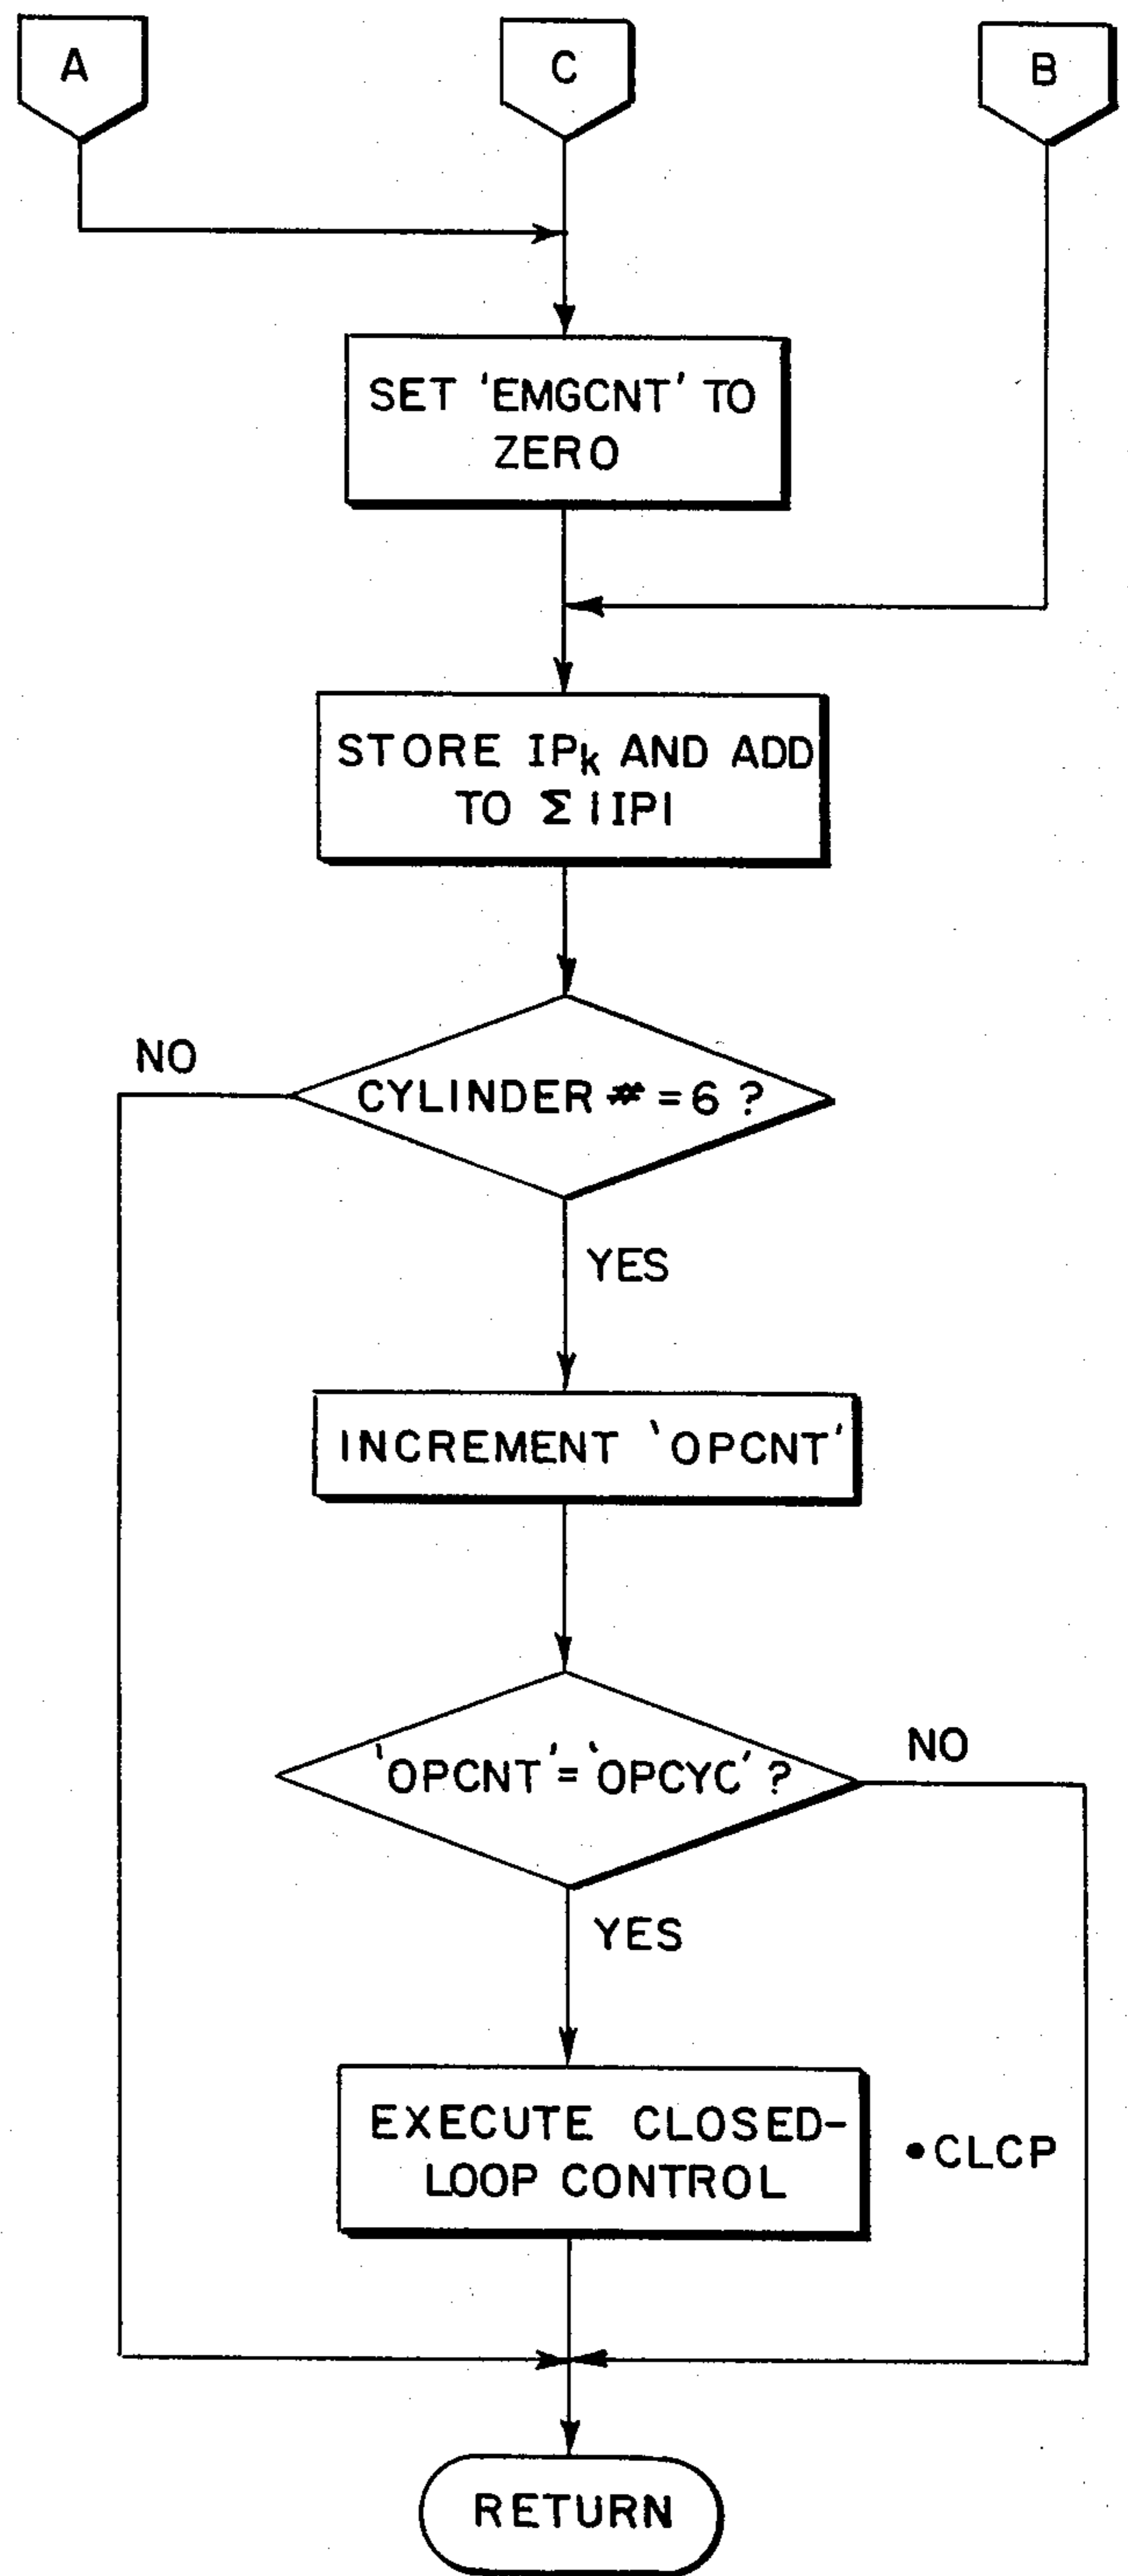 A
C
B
SET 'EMGCNT' TO
ZERO
STORE IPk AND ADD
TO Σ |IP|
NO
CYLINDER # = 6 ?
YES
INCREMENT 'OPCNT'
'OPCNT' = 'OPCYC' ?
NO
YES
EXECUTE CLOSED-
LOOP CONTROL
•CLCP
RETURN